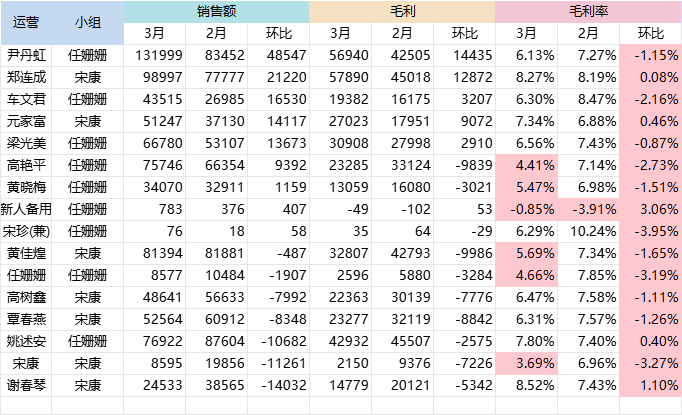 运营 小组 销售额 毛利 毛利率
3月 2月 环比 3月 2月 环比 3月 2月 环比
尹丹虹 任姗姗 131999 83452 48547 56940 42505 14435 6.13% 7.27% -1.15%
郑连成 宋康 98997 77777 21220 57890 45018 12872 8.27% 8.19% 0.08%
车文君 任姗姗 43515 26985 16530 19382 16175 3207 6.30% 8.47% -2.16%
元家富 宋康 51247 37130 14117 27023 17951 9072 7.34% 6.88% 0.46%
梁光美 任姗姗 66780 53107 13673 30908 27998 2910 6.56% 7.43% -0.87%
高艳平 任姗姗 75746 66354 9392 23285 33124 -9839 4.41% 7.14% -2.73%
黄晓梅 任姗姗 34070 32911 1159 13059 16080 -3021 5.47% 6.98% -1.51%
新人备用 任姗姗 783 376 407 -49 -102 53 -0.85% -3.91% 3.06%
宋珍(兼) 任姗姗 76 18 58 35 64 -29 6.29% 10.24% -3.95%
黄佳煌 宋康 81394 81881 -487 32807 42793 -9986 5.69% 7.34% -1.65%
任姗姗 任姗姗 8577 10484 -1907 2596 5880 -3284 4.66% 7.85% -3.19%
高树鑫 宋康 48641 56633 -7992 22363 30139 -7776 6.47% 7.58% -1.11%
覃春燕 宋康 52564 60912 -8348 23277 32119 -8842 6.31% 7.57% -1.26%
姚述安 任姗姗 76922 87604 -10682 42932 45507 -2575 7.80% 7.40% 0.40%
宋康 宋康 8595 19856 -11261 2150 9376 -7226 3.69% 6.96% -3.27%
谢春琴 宋康 24533 38565 -14032 14779 20121 -5342 8.52% 7.43% 1.10%